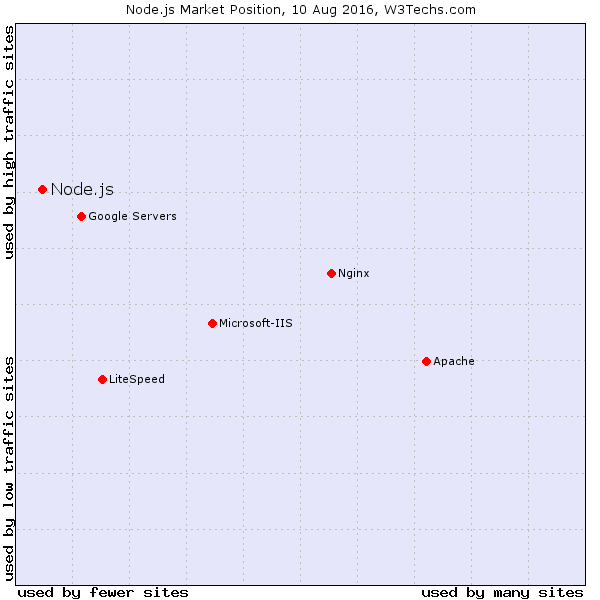 Node.js Market Position, 10 Aug 2016, W3Techs.com
used by high traffic sites
Node.js
Google Servers
Nginx
Microsoft-IIS
Apache
LiteSpeed
used by low traffic sites
used by fewer sites
used by many sites